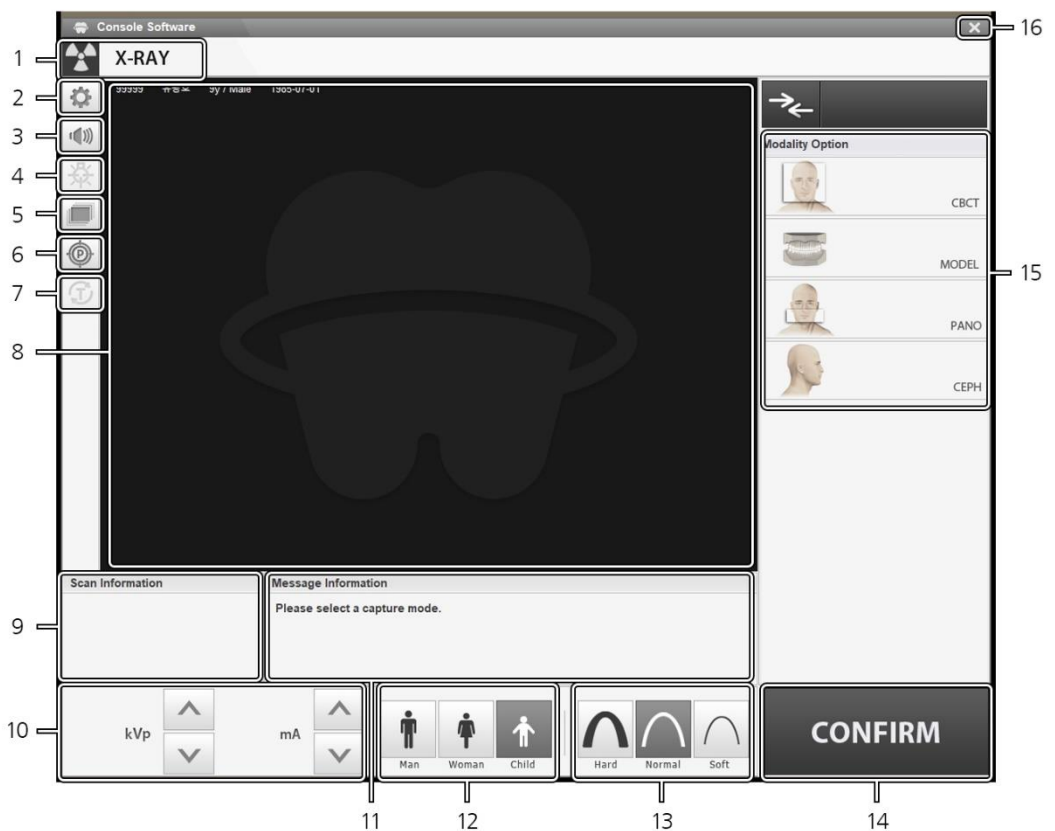 Console Software
16
1
X-RAY
2
99999 9y / Male 1985-07-01
3
Modality Option
4
CBCT
5
6
P
MODEL
15
7
T
PANO
8
CEPH
Scan Information
Message Information
Please select a capture mode.
9
10
kVp
mA
Man
Woman
Child
Hard
Normal
Soft
CONFIRM
11
12
13
14